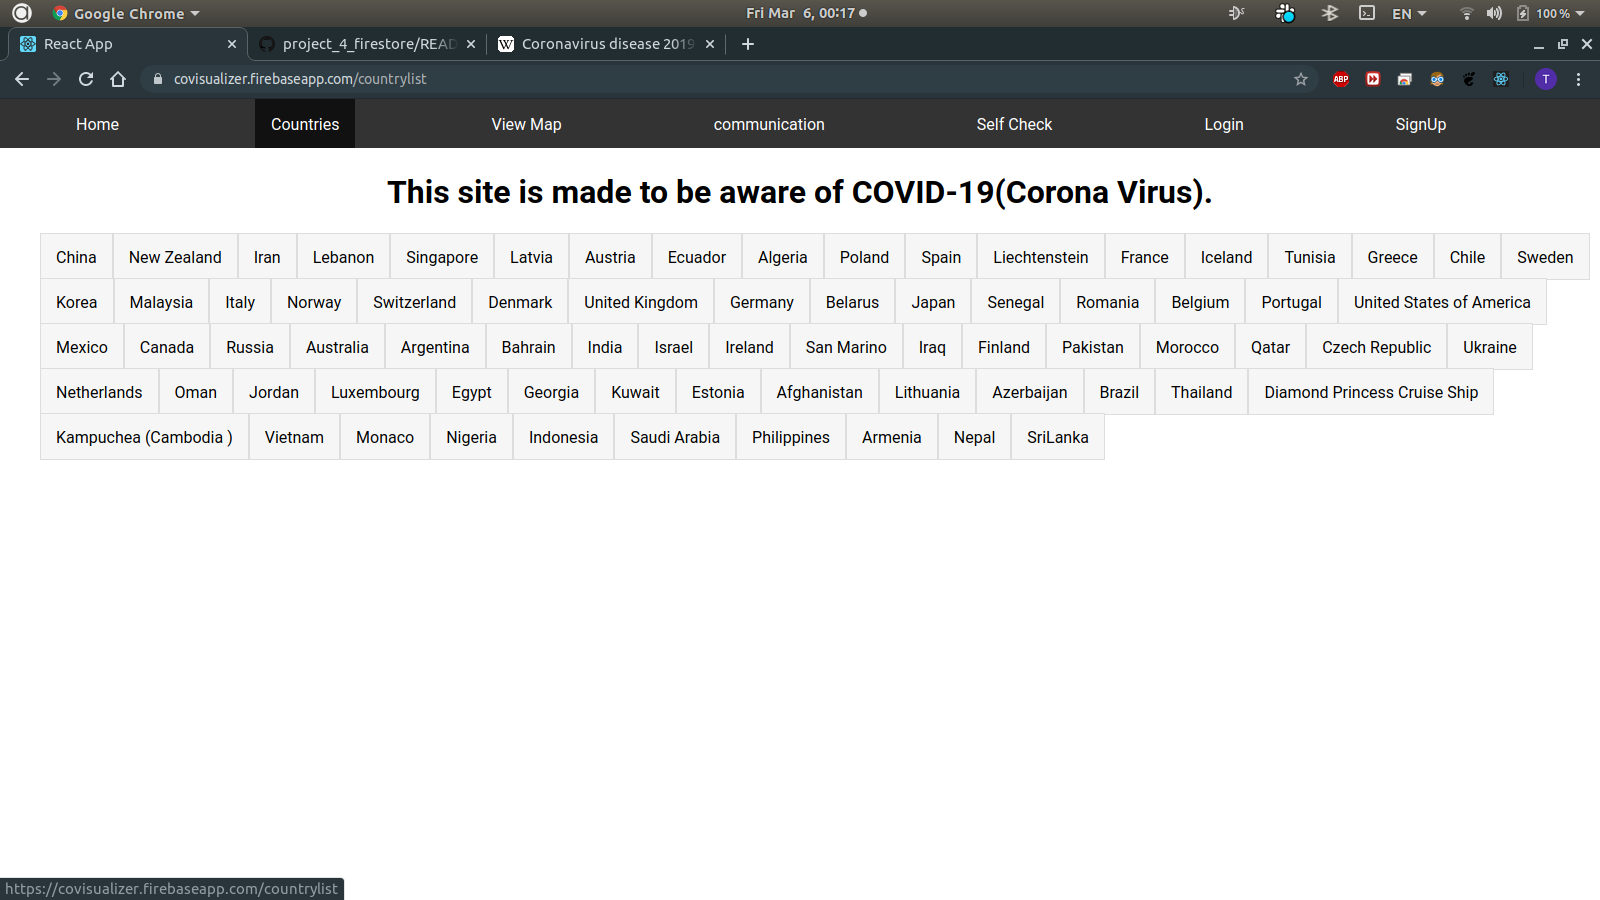 Google Chrome Fri Mar 6, 00:17 EN 100%
React App project_4_firestore/READ Coronavirus disease 2019
covisualizer.firebaseapp.com/countrylist ABP T
Home Countries View Map communication Self Check Login SignUp
This site is made to be aware of COVID-19(Corona Virus).
China New Zealand Iran Lebanon Singapore Latvia Austria Ecuador Algeria Poland Spain Liechtenstein France Iceland Tunisia Greece Chile Sweden
Korea Malaysia Italy Norway Switzerland Denmark United Kingdom Germany Belarus Japan Senegal Romania Belgium Portugal United States of America
Mexico Canada Russia Australia Argentina Bahrain India Israel Ireland San Marino Iraq Finland Pakistan Morocco Qatar Czech Republic Ukraine
Netherlands Oman Jordan Luxembourg Egypt Georgia Kuwait Estonia Afghanistan Lithuania Azerbaijan Brazil Thailand Diamond Princess Cruise Ship
Kampuchea (Cambodia ) Vietnam Monaco Nigeria Indonesia Saudi Arabia Philippines Armenia Nepal SriLanka
https://covisualizer.firebaseapp.com/countrylist